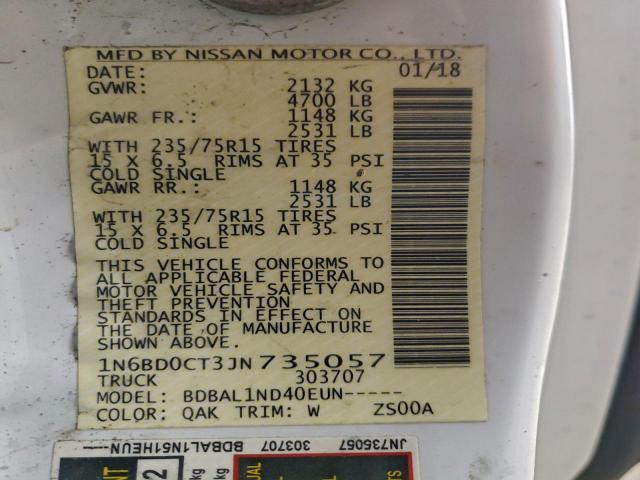 MFD BY NISSAN MOTOR CO., LTD.
DATE: 01/18
GVWR: 2132 KG
4700 LB
GAWR FR.: 1148 KG
2531 LB
WITH 235/75R15 TIRES
15 X 6.5 RIMS AT 35 PSI
COLD SINGLE
GAWR RR.: 1148 KG
2531 LB
WITH 235/75R15 TIRES
15 X 6.5 RIMS AT 35 PSI
COLD SINGLE
THIS VEHICLE CONFORMS TO
ALL APPLICABLE FEDERAL
MOTOR VEHICLE SAFETY AND
THEFT PREVENTION
STANDARDS IN EFFECT ON
THE DATE OF MANUFACTURE
SHOWN ABOVE.
1N6BD0CT3JN735057
TRUCK 303707
MODEL: BDBAL1ND40EUN-----
COLOR: QAK TRIM: W ZS00A
JN735057 303707 BDBAL1N51HEUN